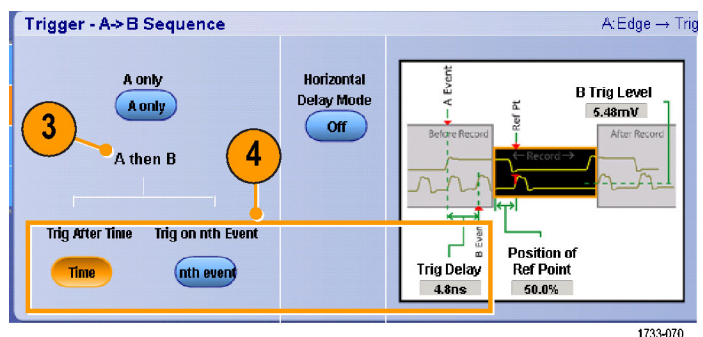 Trigger - A->B Sequence
A:Edge → Trig
A only
A only
3
A then B
4
Trig After Time
Time
Trig on nth Event
nth event
Horizontal
Delay Mode
Off
A Event
Ref Pt
B Trig Level
5.48mV
Before Record
←Record→
After Record
B Event
Trig Delay
4.8ns
Position of
Ref Point
50.0%
1733-070